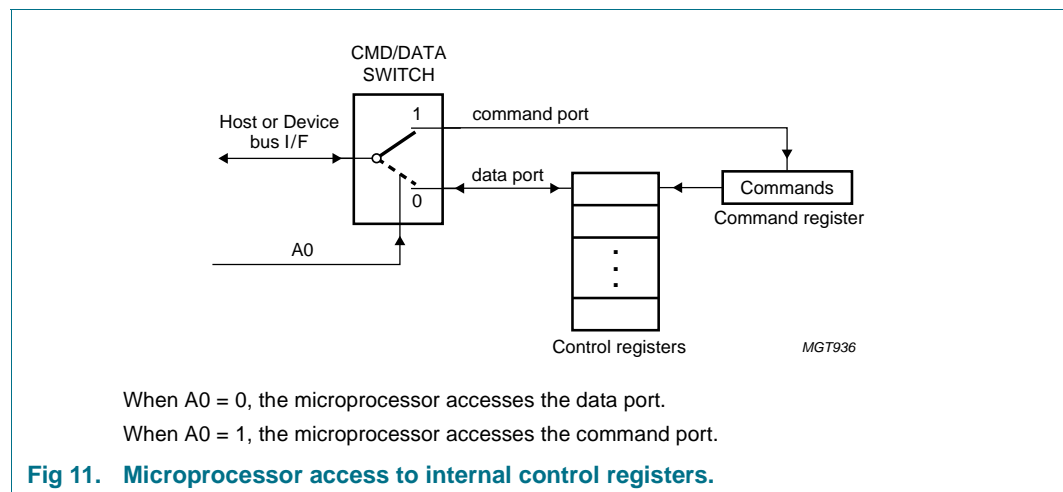 CMD/DATA
SWITCH
Host or Device
bus I/F
1
command port
data port
0
A0
Commands
Command register
Control registers
MGT936
When A0 = 0, the microprocessor accesses the data port.
When A0 = 1, the microprocessor accesses the command port.
Fig 11. Microprocessor access to internal control registers.